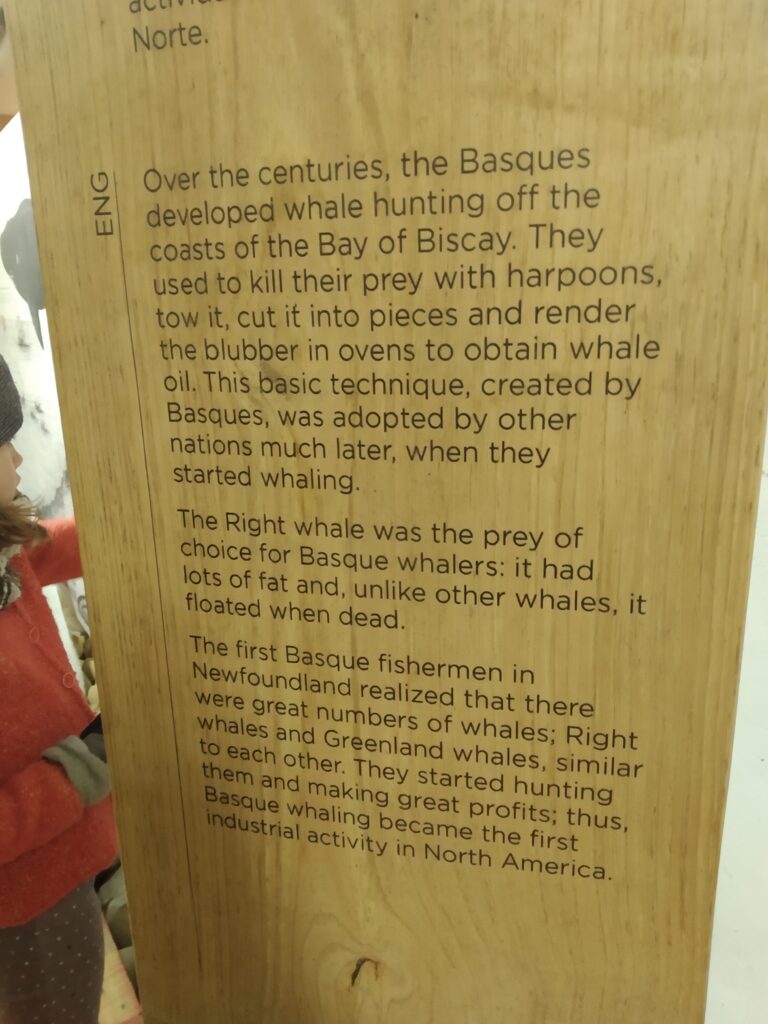 Norte.
ENG
Over the centuries, the Basques
developed whale hunting off the
coasts of the Bay of Biscay. They
used to kill their prey with harpoons,
tow it, cut it into pieces and render
the blubber in ovens to obtain whale
oil. This basic technique, created by
Basques, was adopted by other
nations much later, when they
started whaling.
The Right whale was the prey of
choice for Basque whalers: it had
lots of fat and, unlike other whales, it
floated when dead.
The first Basque fishermen in
Newfoundland realized that there
were great numbers of whales; Right
whales and Greenland whales, similar
to each other. They started hunting
them and making great profits; thus,
Basque whaling became the first
industrial activity in North America.